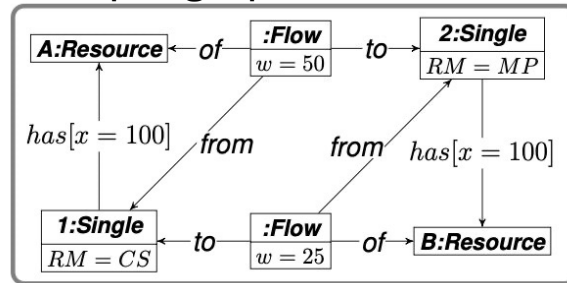 A:Resource
of
:Flow
w = 50
to
2:Single
RM = MP
has[x = 100]
from
from
has[x = 100]
1:Single
RM = CS
to
:Flow
w = 25
of
B:Resource